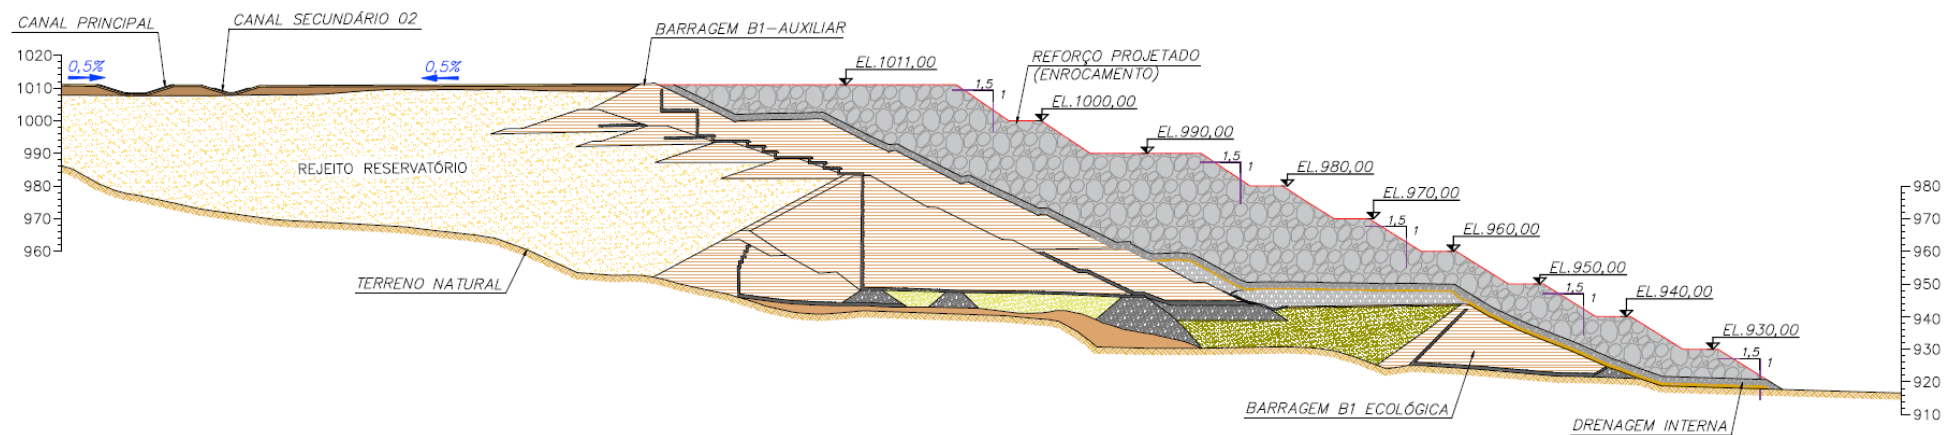 CANAL PRINCIPAL
CANAL SECUNDÁRIO 02
BARRAGEM B1-AUXILIAR
REFORÇO PROJETADO
(ENROCAMENTO)
0,5%
0,5%
EL.1011,00
EL.1000,00
EL.990,00
EL.980,00
EL.970,00
EL.960,00
EL.950,00
EL.940,00
EL.930,00
1,5
1
1,5
1
1,5
1
1,5
1
1,5
1
1020
1010
1000
990
980
970
960
REJEITO RESERVATÓRIO
TERRENO NATURAL
BARRAGEM B1 ECOLÓGICA
DRENAGEM INTERNA
980
970
960
950
940
930
920
910